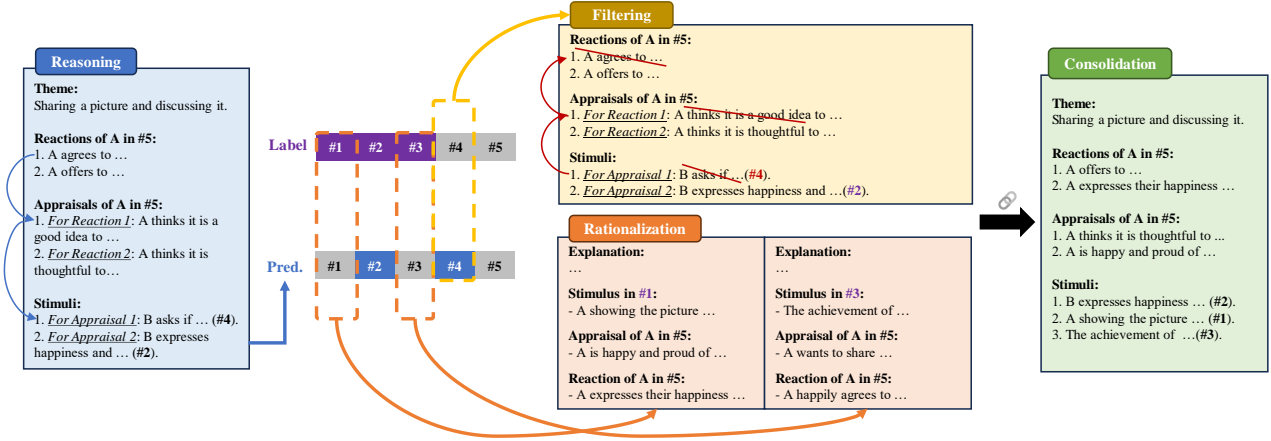 Reasoning
Theme:
Sharing a picture and discussing it.
Reactions of A in #5:
1. A agrees to …
2. A offers to …
Appraisals of A in #5:
1. For Reaction 1: A thinks it is a
good idea to …
2. For Reaction 2: A thinks it is
thoughtful to…
Stimuli:
1. For Appraisal 1: B asks if … (#4).
2. For Appraisal 2: B expresses
happiness and … (#2).
Label
#1 #2 #3 #4 #5
Pred.
#1 #2 #3 #4 #5
Filtering
Reactions of A in #5:
1. A agrees to …
2. A offers to …
Appraisals of A in #5:
1. For Reaction 1: A thinks it is a good idea to …
2. For Reaction 2: A thinks it is thoughtful to …
Stimuli:
1. For Appraisal 1: B asks if …(#4).
2. For Appraisal 2: B expresses happiness and …(#2).
Rationalization
Explanation:
…
Stimulus in #1:
- A showing the picture …
Appraisal of A in #5:
- A is happy and proud of …
Reaction of A in #5:
- A expresses their happiness …
Explanation:
…
Stimulus in #3:
- The achievement of …
Appraisal of A in #5:
- A wants to share …
Reaction of A in #5:
- A happily agrees to …
Consolidation
Theme:
Sharing a picture and discussing it.
Reactions of A in #5:
1. A offers to …
2. A expresses their happiness …
Appraisals of A in #5:
1. A thinks it is thoughtful to ...
2. A is happy and proud of …
Stimuli:
1. B expresses happiness … (#2).
2. A showing the picture … (#1).
3. The achievement of …(#3).